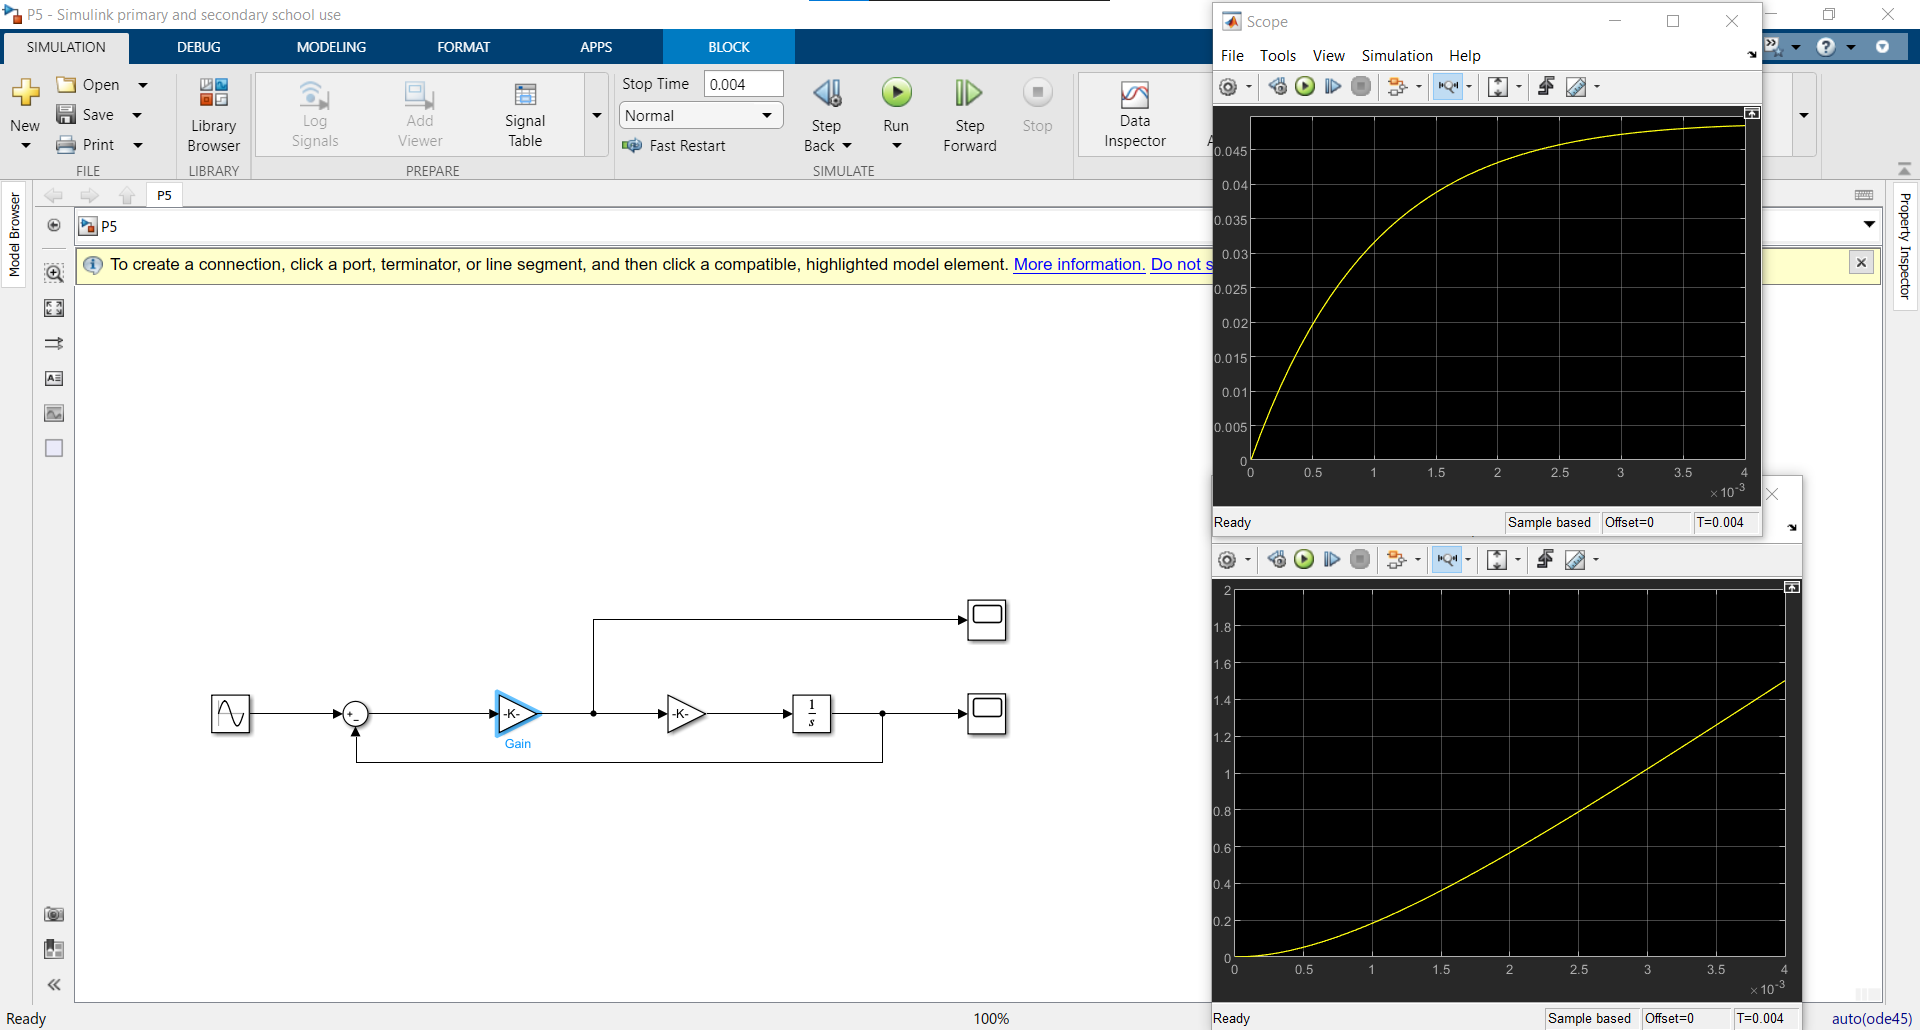 P5 - Simulink primary and secondary school use
SIMULATION DEBUG MODELING FORMAT APPS BLOCK
New
Open
Save
Print
FILE
Library
Browser
LIBRARY
Log
Signals
Add
Viewer
Signal
Table
PREPARE
Stop Time 0.004
Normal
Fast Restart
Step
Back
Run
Step
Forward
Stop
SIMULATE
Data
Inspector
Model Browser
P5
P5
To create a connection, click a port, terminator, or line segment, and then click a compatible, highlighted model element. More information. Do not s
Property Inspector
-K-
Gain
-K-
1
s
+
-
Scope
File Tools View Simulation Help
0.045
0.04
0.035
0.03
0.025
0.02
0.015
0.01
0.005
0
0 0.5 1 1.5 2 2.5 3 3.5 4
×10-3
Ready Sample based Offset=0 T=0.004
2
1.8
1.6
1.4
1.2
1
0.8
0.6
0.4
0.2
0
0 0.5 1 1.5 2 2.5 3 3.5 4
×10-3
Ready Sample based Offset=0 T=0.004
Ready 100% auto(ode45)